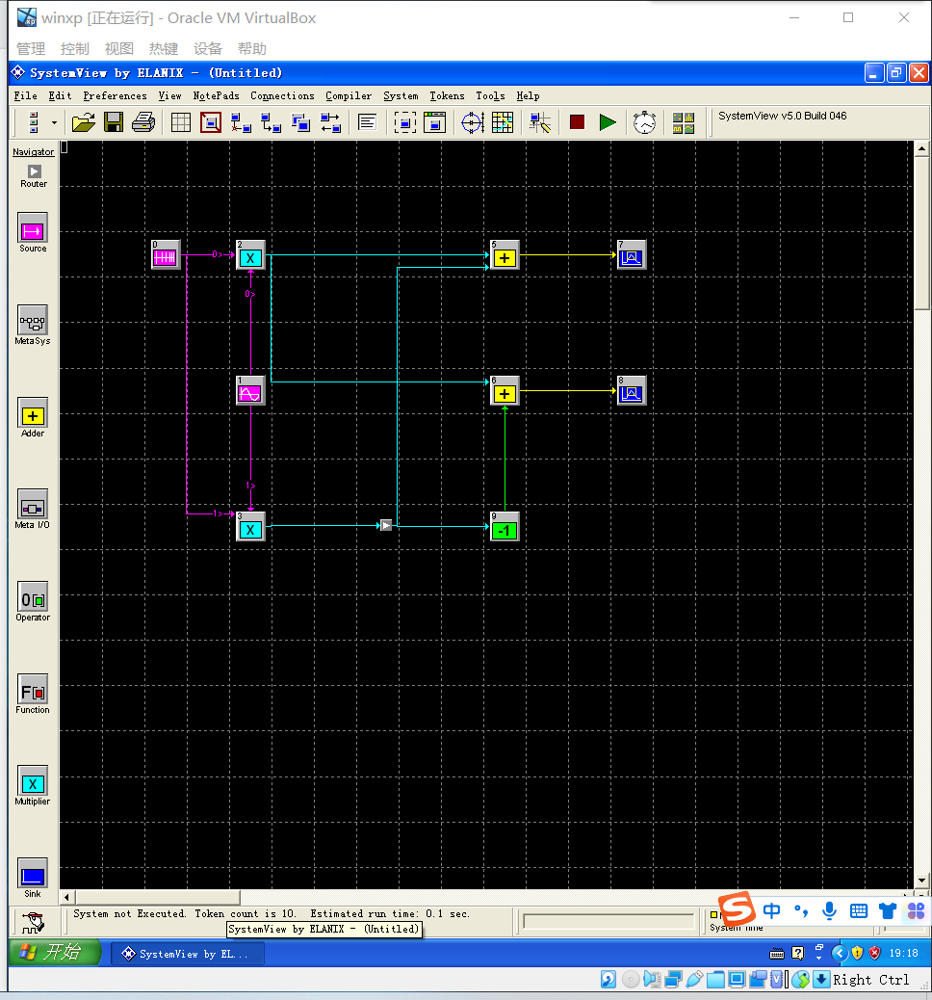 winxp [正在运行] - Oracle VM VirtualBox
管理 控制 视图 热键 设备 帮助
SystemView by ELANIX - (Untitled)
File Edit Preferences View NotePads Connections Compiler System Tokens Tools Help
SystemView v5.0 Build 046
Navigator
Router
Source
MetaSys
Adder
Meta I/O
Operator
Function
Multiplier
Sink
0
0>
2
X
5
+
7
0>
1
6
+
8
1>
1>
3
X
9
-1
System not Executed. Token count is 10. Estimated run time: 0.1 sec.
SystemView by ELANIX - (Untitled)
System Time
中
开始
SystemView by EL...
19:18
Right Ctrl